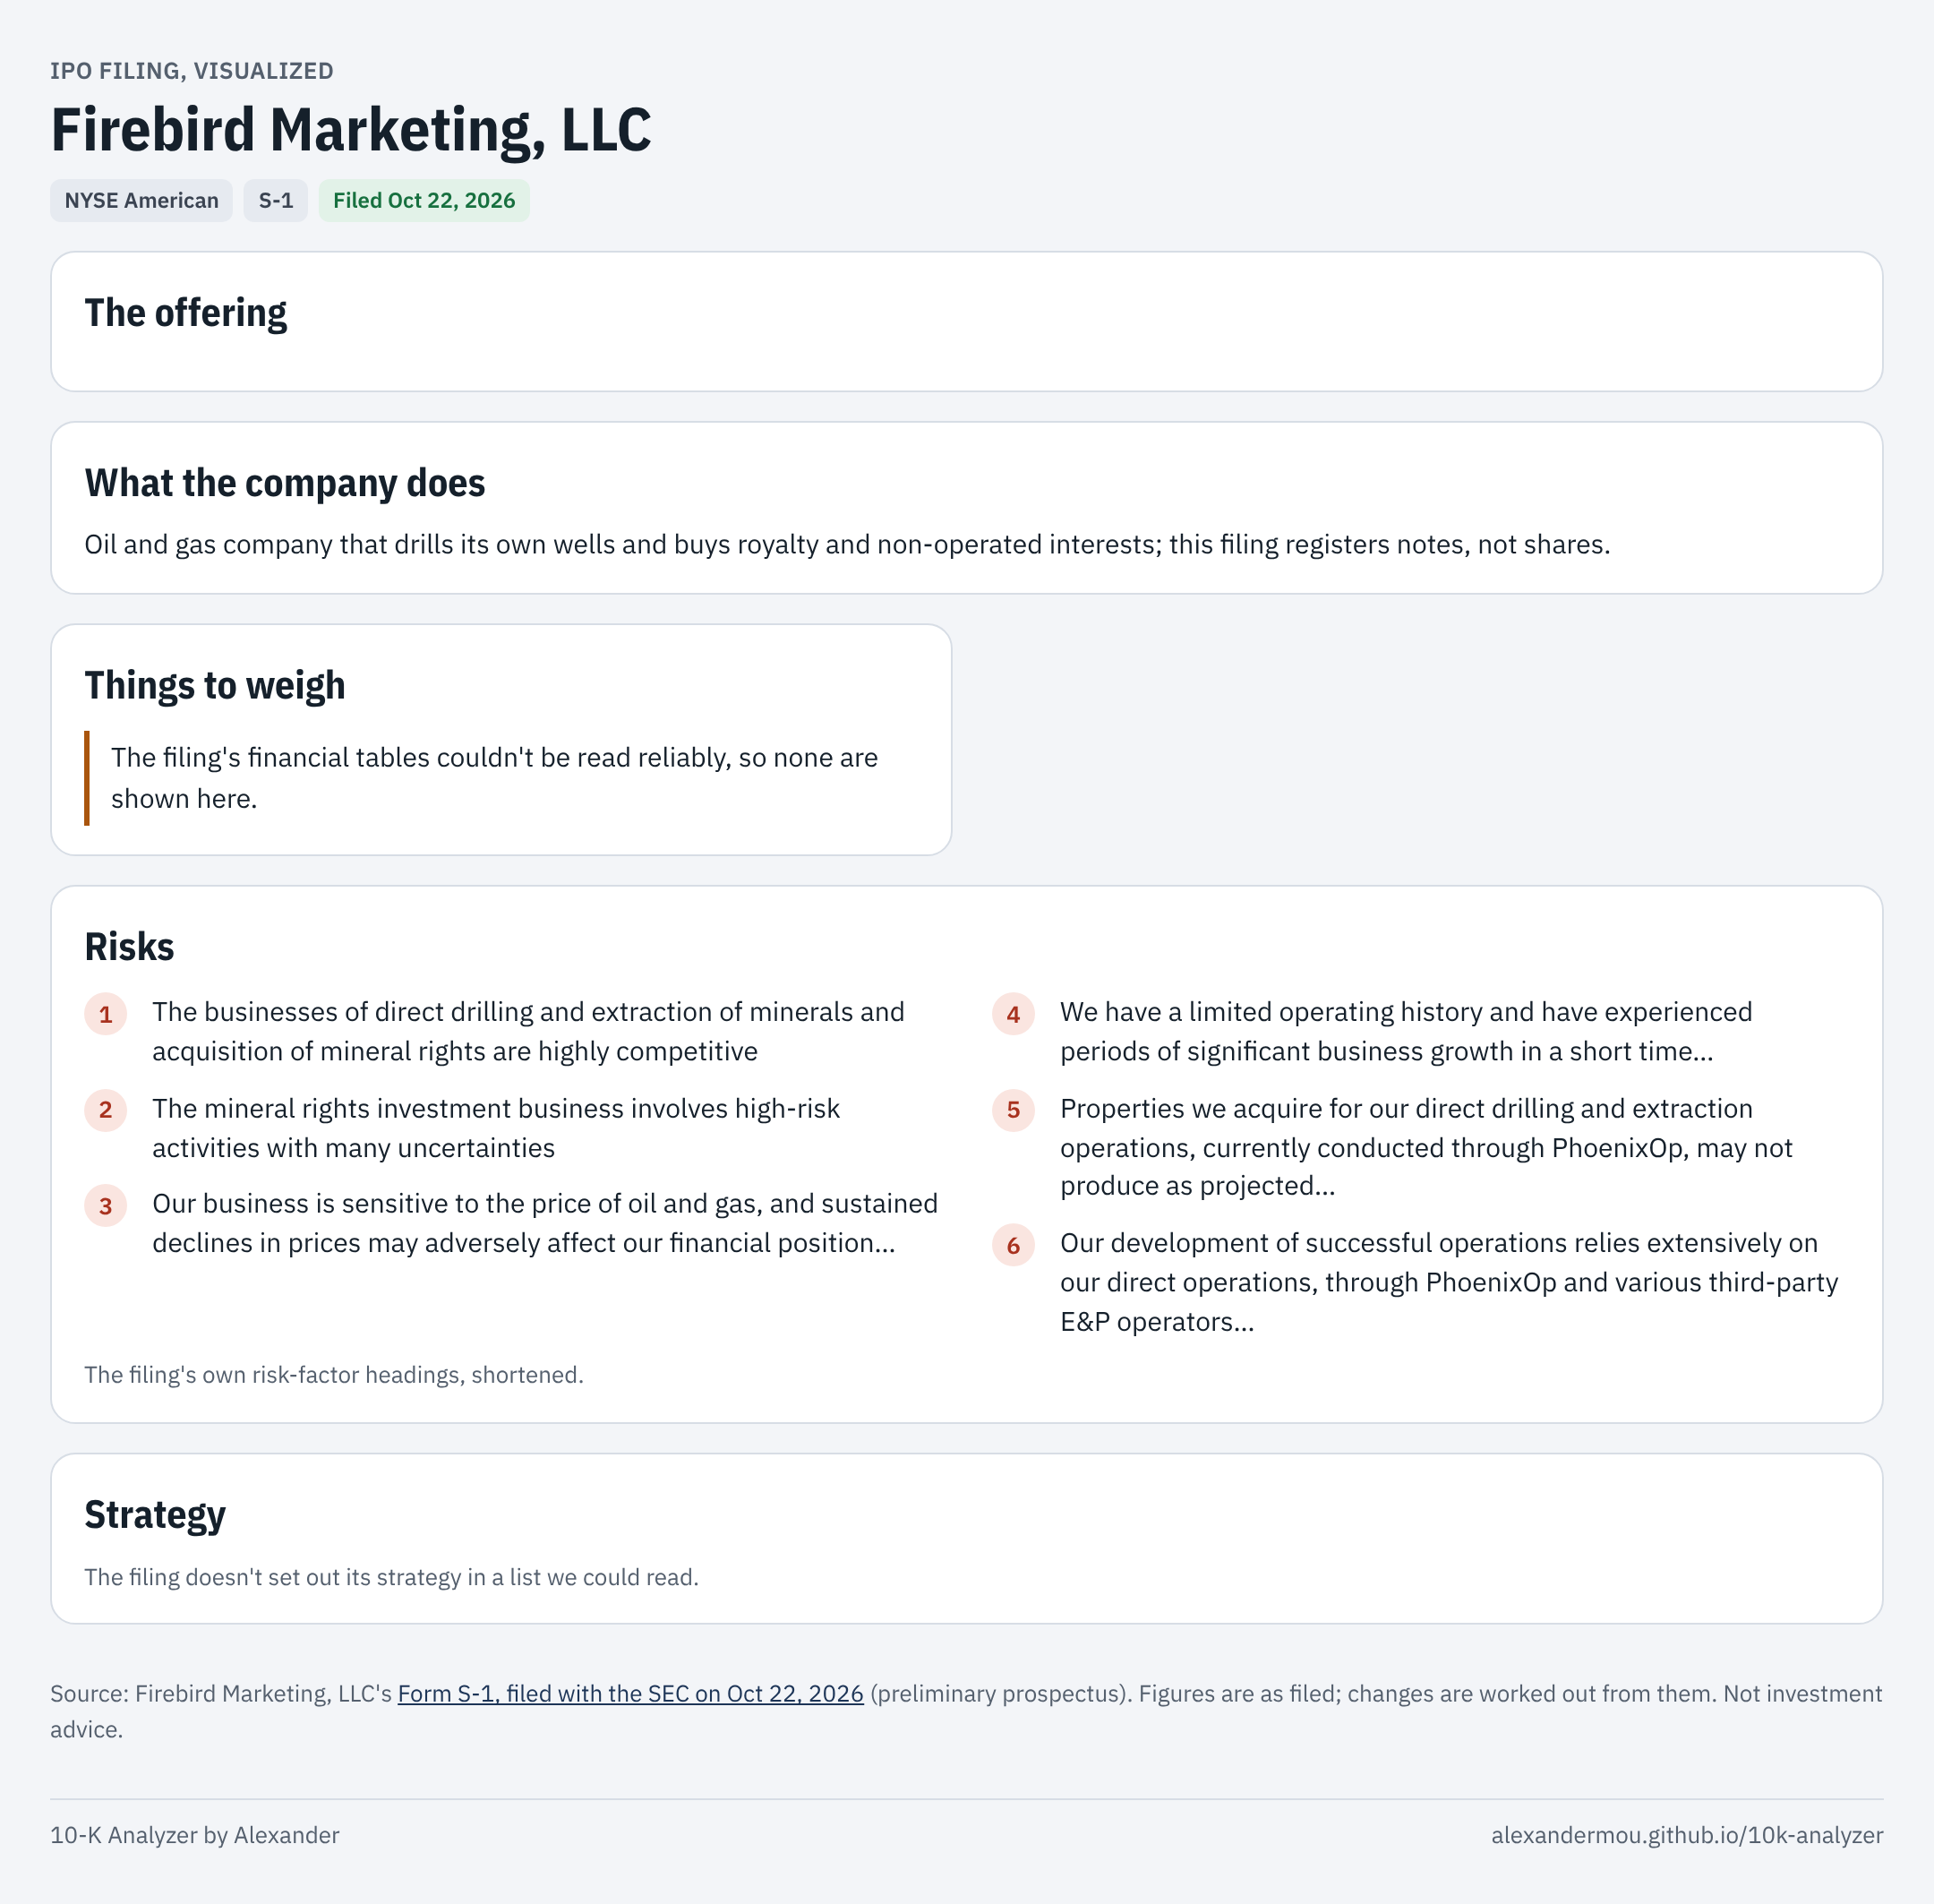 IPO FILING, VISUALIZED
Firebird Marketing, LLC
NYSE American
S-1
Filed Oct 22, 2026
The offering
What the company does
Oil and gas company that drills its own wells and buys royalty and non-operated interests; this filing registers notes, not shares.
Things to weigh
The filing's financial tables couldn't be read reliably, so none are
shown here.
Risks
1
The businesses of direct drilling and extraction of minerals and
acquisition of mineral rights are highly competitive
2
The mineral rights investment business involves high-risk
activities with many uncertainties
3
Our business is sensitive to the price of oil and gas, and sustained
declines in prices may adversely affect our financial position...
4
We have a limited operating history and have experienced
periods of significant business growth in a short time...
5
Properties we acquire for our direct drilling and extraction
operations, currently conducted through PhoenixOp, may not
produce as projected...
6
Our development of successful operations relies extensively on
our direct operations, through PhoenixOp and various third-party
E&P operators...
The filing's own risk-factor headings, shortened.
Strategy
The filing doesn't set out its strategy in a list we could read.
Source: Firebird Marketing, LLC's Form S-1, filed with the SEC on Oct 22, 2026 (preliminary prospectus). Figures are as filed; changes are worked out from them. Not investment
advice.
10-K Analyzer by Alexander
alexandermou.github.io/10k-analyzer